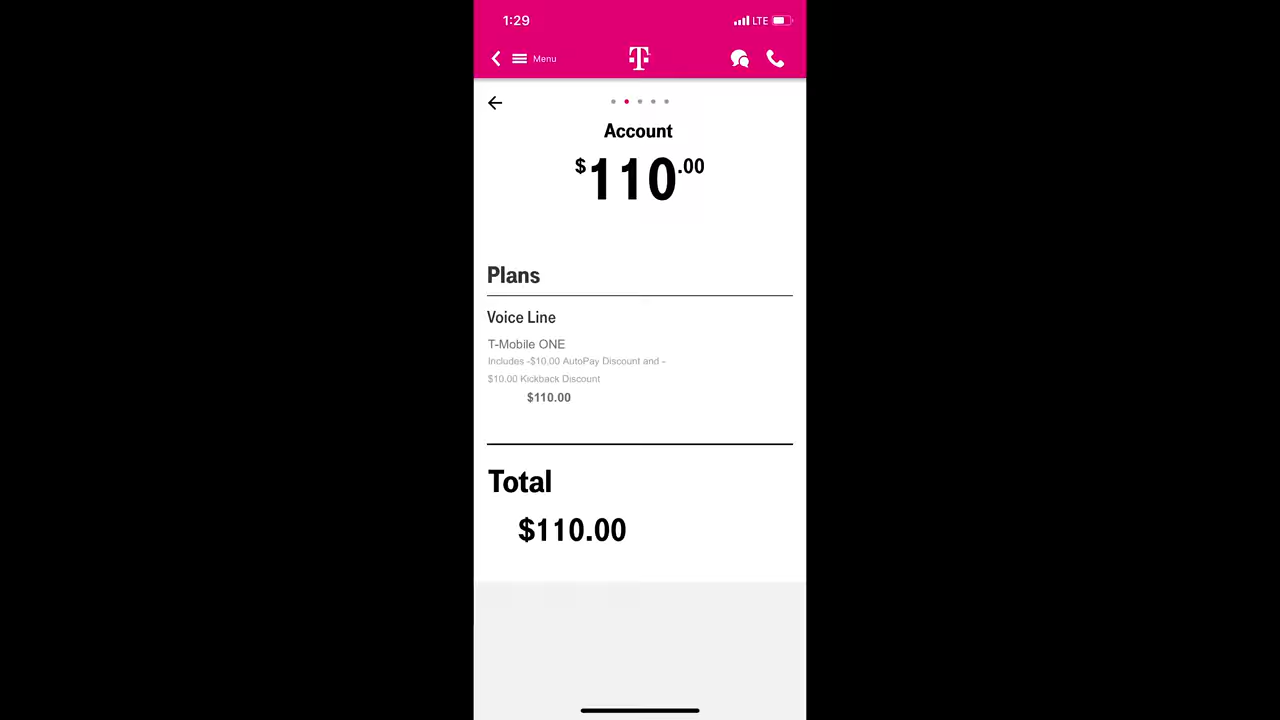 1:29
LTE
Menu
T
Account
$110.00
Plans
Voice Line
T-Mobile ONE
Includes -$10.00 AutoPay Discount and -
$10.00 Kickback Discount
$110.00
Total
$110.00